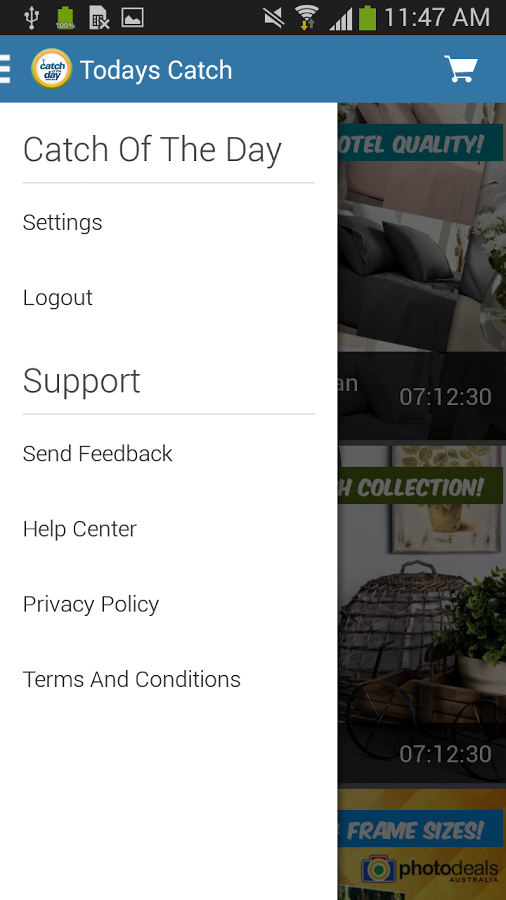 100%
11:47 AM
catch
day
Todays Catch
Catch Of The Day
Settings
Logout
Support
Send Feedback
Help Center
Privacy Policy
Terms And Conditions
OTEL QUALITY!
an
07:12:30
H COLLECTION!
07:12:30
FRAME SIZES!
photodeals
AUSTRALIA